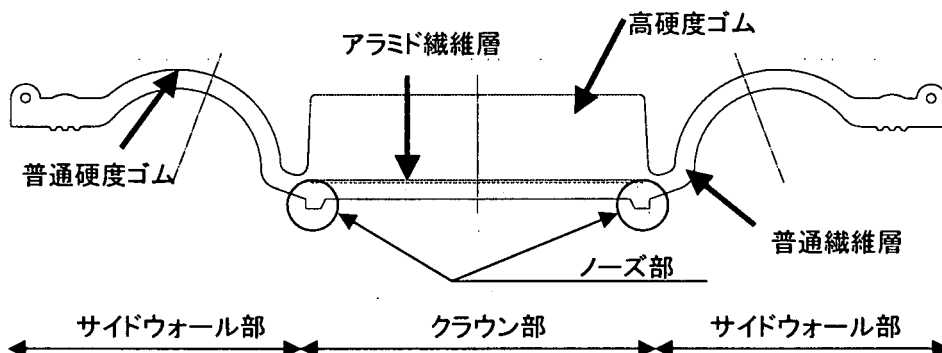 高硬度ゴム
アラミド繊維層
普通硬度ゴム
普通繊維層
ノーズ部
サイドウォール部
クラウン部
サイドウォール部